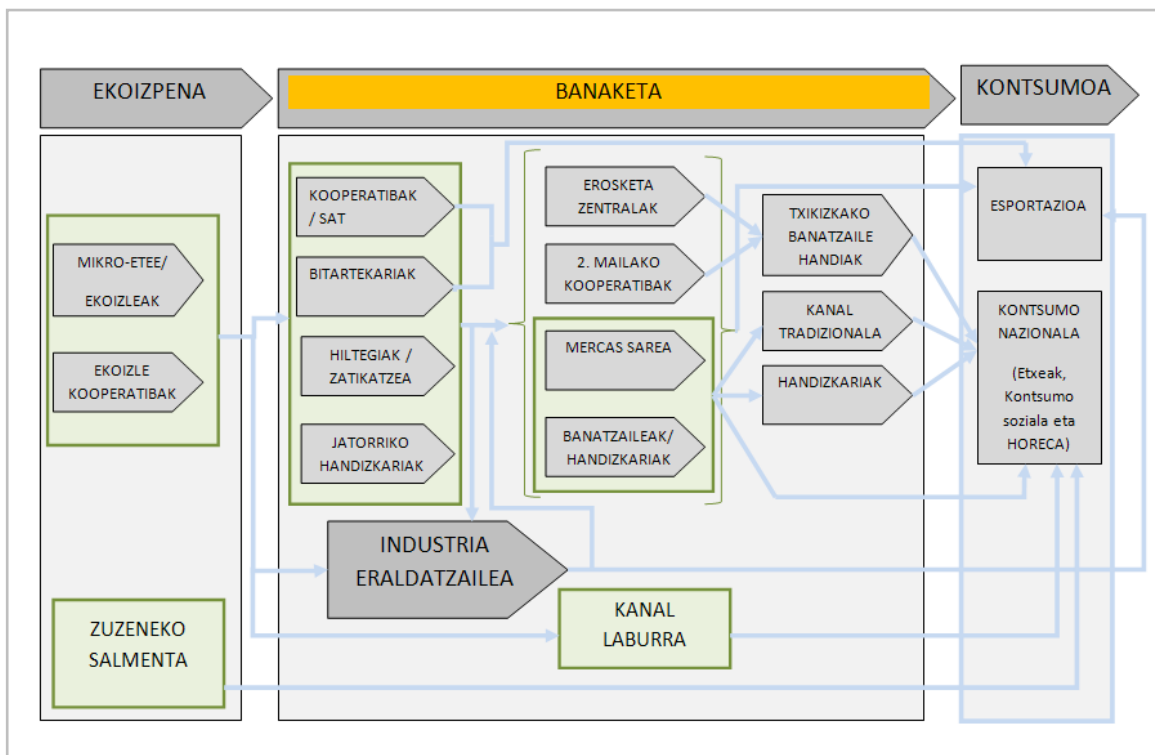 EKOIZPENA
BANAKETA
KONTSUMOA
MIKRO-ETEE/
EKOIZLEAK
EKOIZLE
KOOPERATIBAK
ZUZENEKO
SALMENTA
KOOPERATIBAK
/ SAT
BITARTEKARIAK
HILTEGIAK /
ZATIKATZEA
JATORRIKO
HANDIZKARIAK
INDUSTRIA
ERALDATZAILEA
EROSKETA
ZENTRALAK
2. MAILAKO
KOOPERATIBAK
MERCAS SAREA
BANATZAILEAK/
HANDIZKARIAK
KANAL
LABURRA
TXIKIZKAKO
BANATZAILE
HANDIAK
KANAL
TRADIZIONALA
HANDIZKARIAK
ESPORTAZIOA
KONTSUMO
NAZIONALA
(Etxeak,
Kontsumo
soziala eta
HORECA)